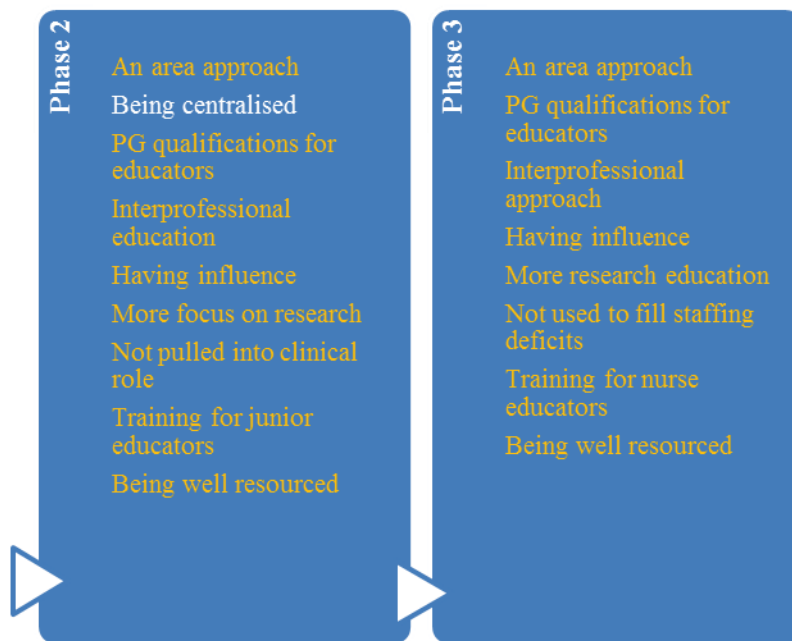 Phase 2
An area approach
Being centralised
PG qualifications for
educators
Interprofessional
education
Having influence
More focus on research
Not pulled into clinical
role
Training for junior
educators
Being well resourced
Phase 3
An area approach
PG qualifications for
educators
Interprofessional
approach
Having influence
More research education
Not used to fill staffing
deficits
Training for nurse
educators
Being well resourced